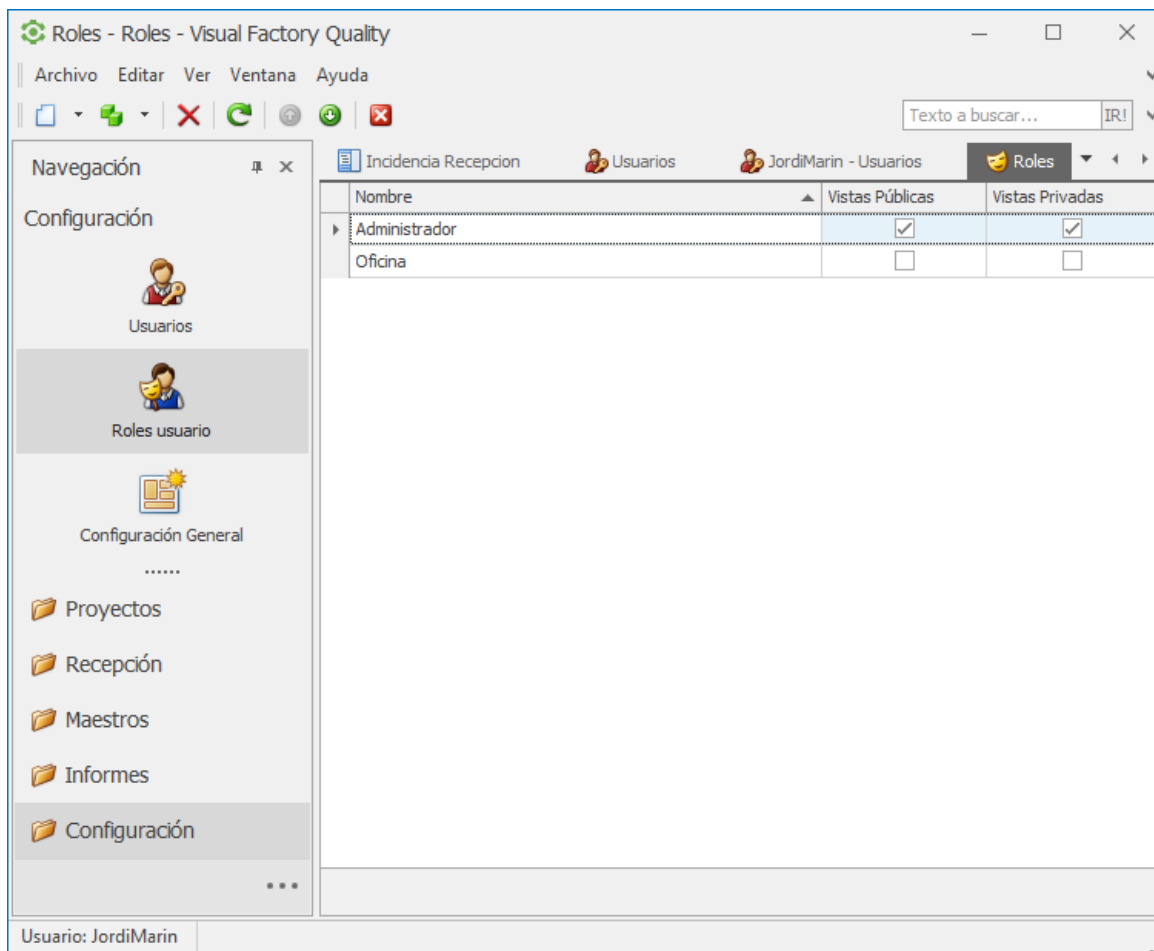 Roles - Roles - Visual Factory Quality
Archivo Editar Ver Ventana Ayuda
Texto a buscar... IR!
Navegación
Configuración
Usuarios
Roles usuario
Configuración General
Proyectos
Recepción
Maestros
Informes
Configuración
Incidencia Recepcion Usuarios JordiMarin - Usuarios Roles
Nombre Vistas Públicas Vistas Privadas
Administrador
Oficina
Usuario: JordiMarin